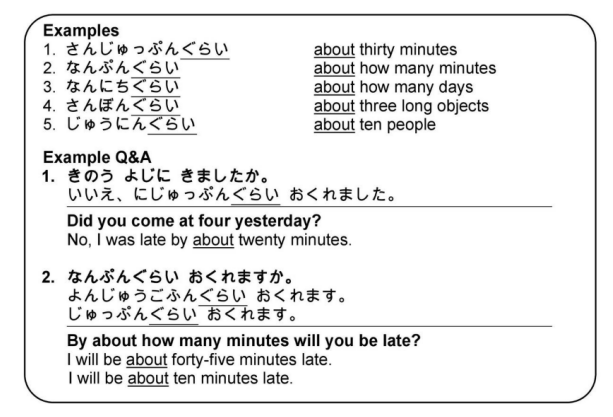 Examples
1. さんじゅっぷんぐらい about thirty minutes
2. なんぷんぐらい about how many minutes
3. なんにちぐらい about how many days
4. さんぼんぐらい about three long objects
5. じゅうにんぐらい about ten people
Example Q&A
1. きのう よじに きましたか。
いいえ、にじゅっぷんぐらい おくれました。
Did you come at four yesterday?
No, I was late by about twenty minutes.
2. なんぷんぐらい おくれますか。
よんじゅうごふんぐらい おくれます。
じゅっぷんぐらい おくれます。
By about how many minutes will you be late?
I will be about forty-five minutes late.
I will be about ten minutes late.